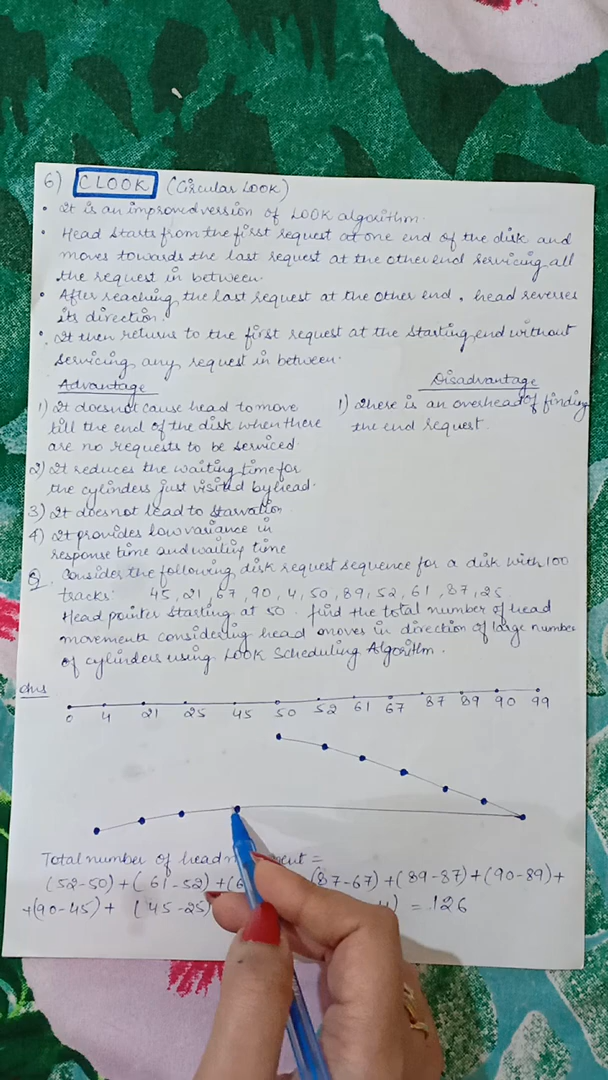 6) CLOOK (Circular LOOK)
• It is an improved version of LOOK algorithm.
• Head starts from the first request at one end of the disk and
moves towards the last request at the other end servicing all
the request in between.
• After reaching the last request at the other end, head reverses
its direction.
• It then returns to the first request at the starting end without
servicing any request in between.
Advantage
1) It does not cause head to move
till the end of the disk when there
are no requests to be serviced.
2) It reduces the waiting time for
the cylinders just visited by head.
3) It does not lead to starvation
4) It provides low variance in
response time and waiting time
Disadvantage
1) There is an overhead of finding
the end request.
Q. Consider the following disk request sequence for a disk with 100
tracks: 45, 21, 67, 90, 4, 50, 89, 52, 61, 87, 25
Head pointer starting at 50. find the total number of head
movements considering head moves in direction of large number
of cylinders using LOOK Scheduling Algorithm.
Ans
0 4 21 25 45 50 52 61 67 87 89 90 99
Total number of head =
(52-50) + (61-52) + (87-67) + (89-87) + (90-89) +
+(90-45) + (45-25) = 126